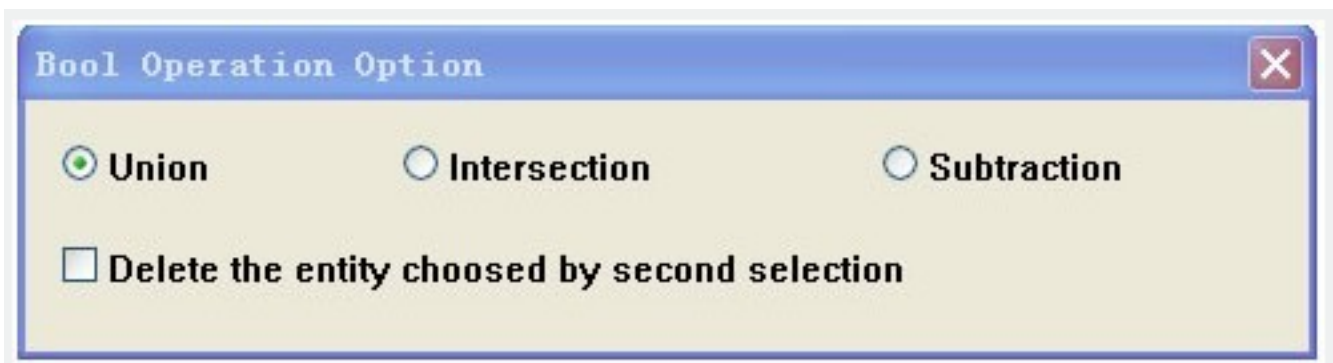 Bool Operation Option
Union Intersection Subtraction
Delete the entity choosed by second selection